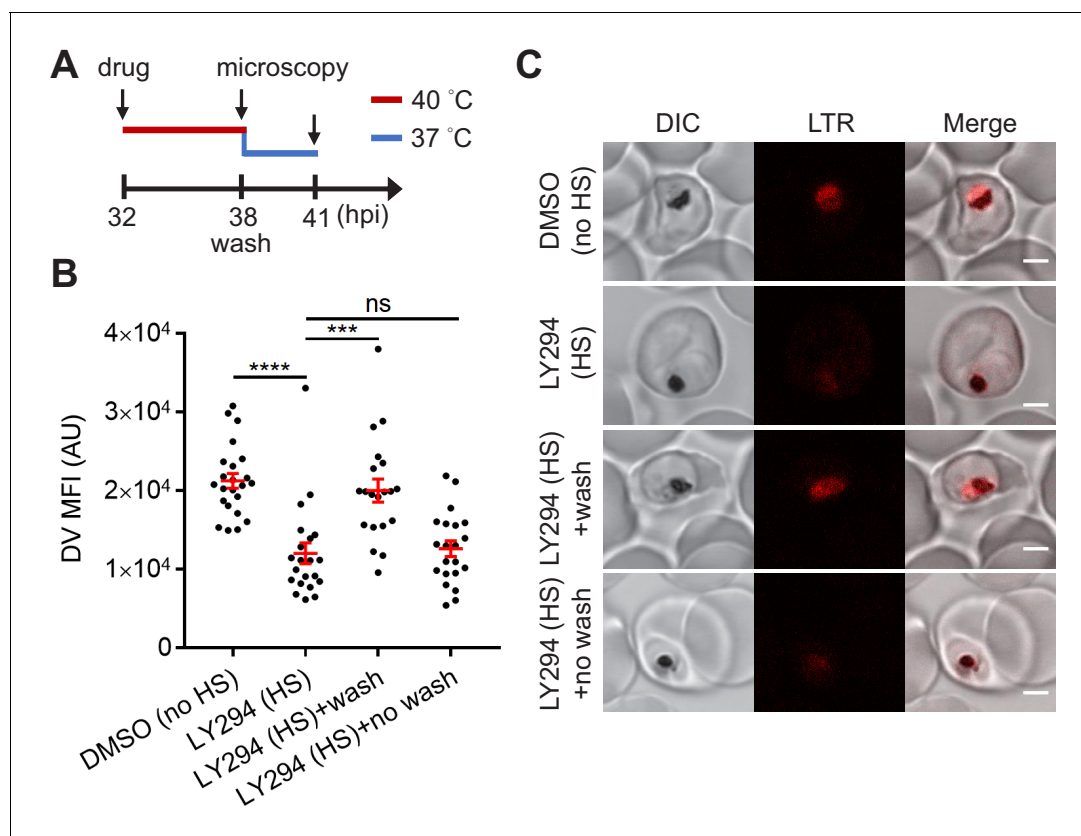 A
drug
microscopy
40 °C
37 °C
32
38
41
(hpi)
wash
B
DV MFI (AU)
4×10⁴
3×10⁴
2×10⁴
1×10⁴
0
****
***
ns
DMSO (no HS)
LY294 (HS)
LY294 (HS)+wash
LY294 (HS)+no wash
C
DIC
LTR
Merge
DMSO
(no HS)
LY294
(HS)
LY294 (HS)
+wash
LY294 (HS)
+no wash